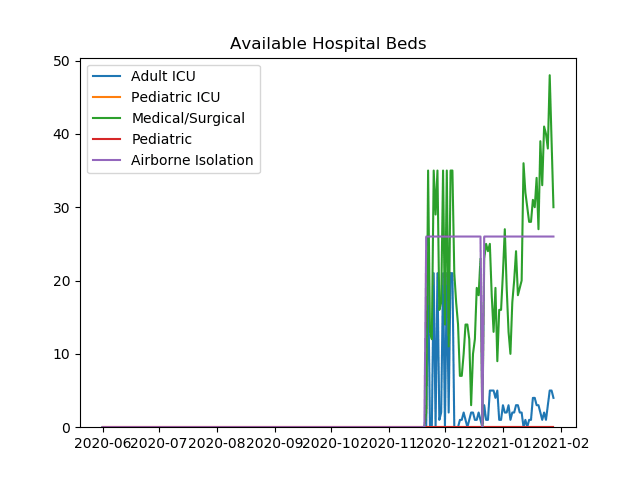 Available Hospital Beds
50
40
30
20
10
0
Adult ICU
Pediatric ICU
Medical/Surgical
Pediatric
Airborne Isolation
2020-06 2020-07 2020-08 2020-09 2020-10 2020-11 2020-12 2021-01 2021-02